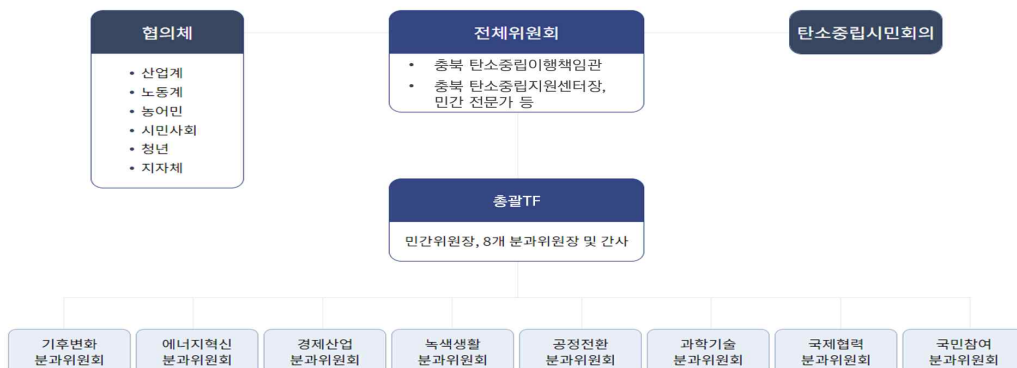 협의체
• 산업계
• 노동계
• 농어민
• 시민사회
• 청년
• 지자체
전체위원회
• 충북 탄소중립이행책임관
• 충북 탄소중립지원센터장,
민간 전문가 등
탄소중립시민회의
총괄TF
민간위원장, 8개 분과위원장 및 간사
기후변화
분과위원회
에너지혁신
분과위원회
경제산업
분과위원회
녹색생활
분과위원회
공정전환
분과위원회
과학기술
분과위원회
국제협력
분과위원회
국민참여
분과위원회